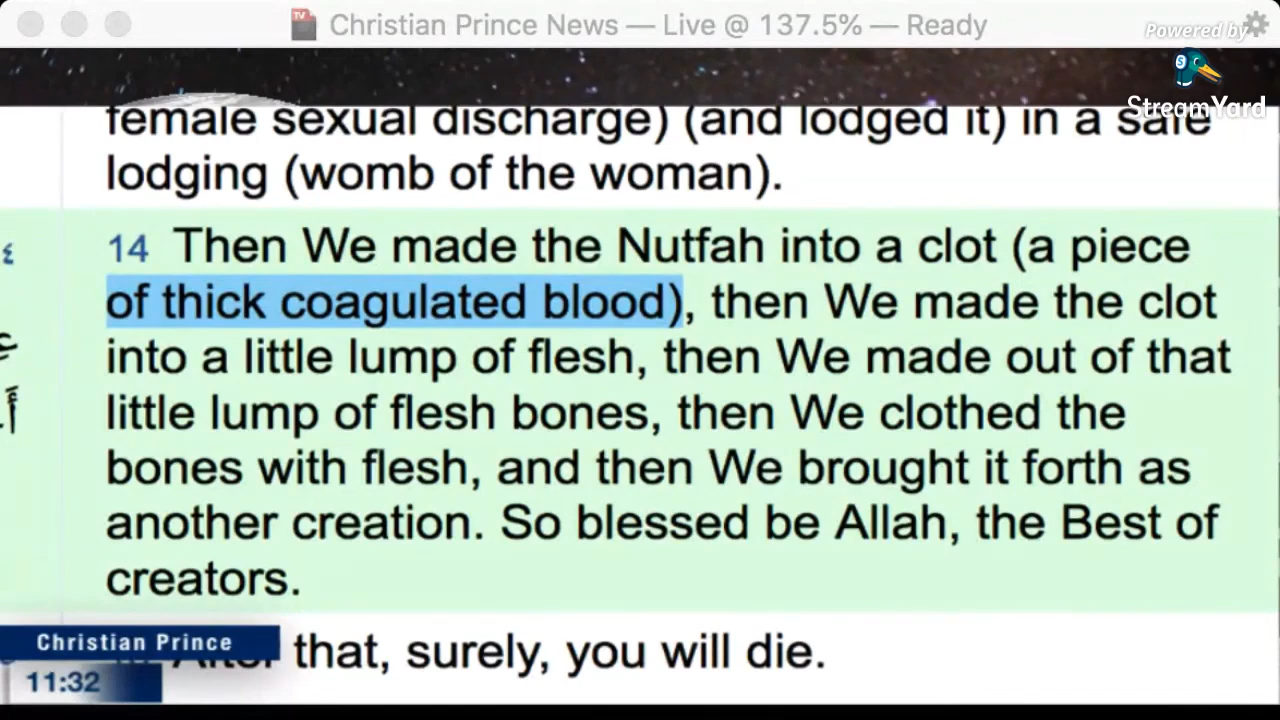 Christian Prince News — Live @ 137.5% — Ready
Powered by
StreamYard
female sexual discharge) (and lodged it) in a safe
lodging (womb of the woman).
14 Then We made the Nutfah into a clot (a piece
of thick coagulated blood), then We made the clot
into a little lump of flesh, then We made out of that
little lump of flesh bones, then We clothed the
bones with flesh, and then We brought it forth as
another creation. So blessed be Allah, the Best of
creators.
After that, surely, you will die.
Christian Prince
11:32